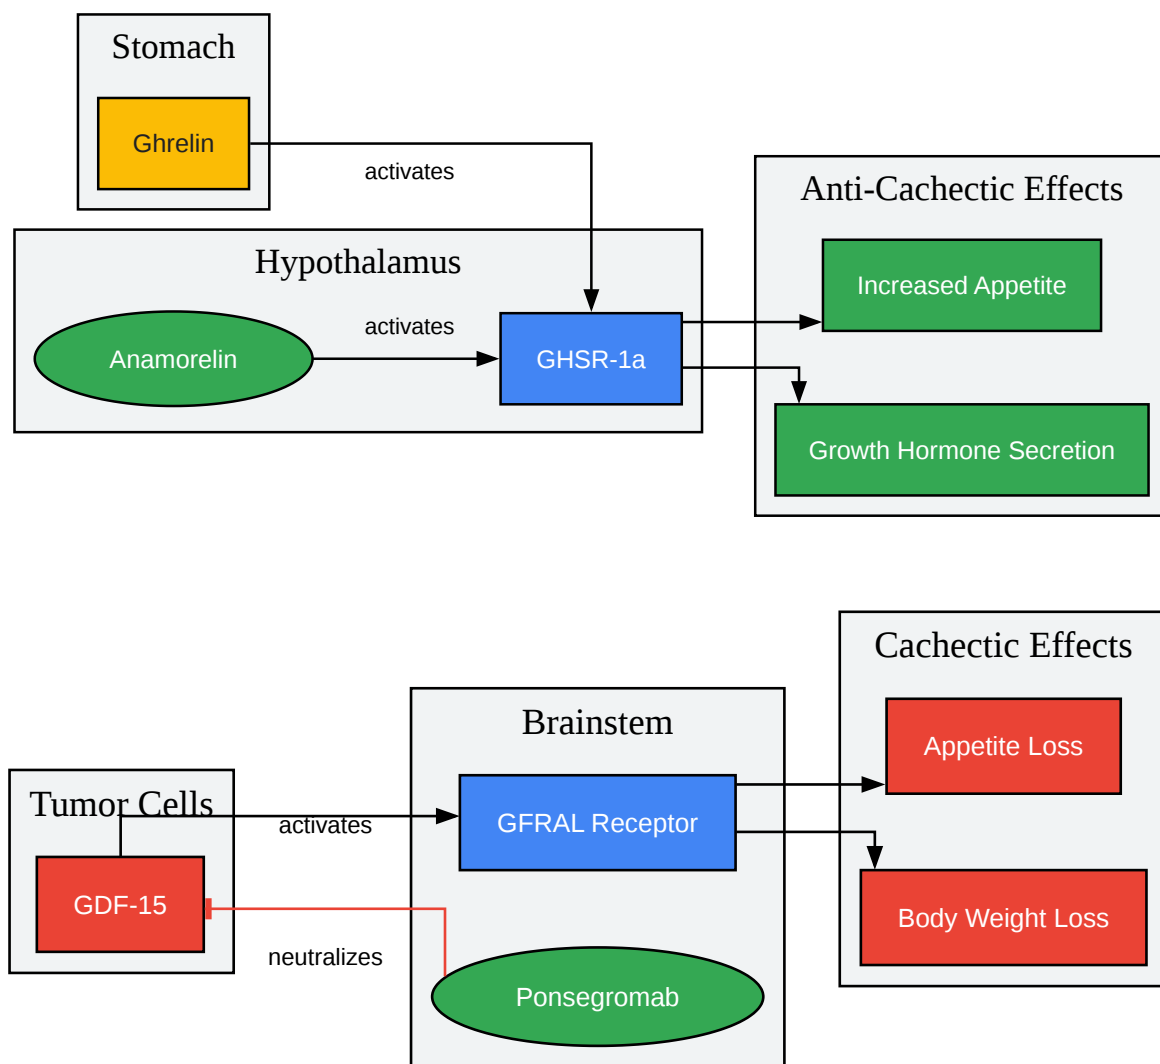 Stomach
Ghrelin
activates
Anti-Cachectic Effects
Hypothalamus
Increased Appetite
activates
Anamorelin
GHSR-1a
Growth Hormone Secretion
Cachectic Effects
Brainstem
Appetite Loss
Tumor Cells
activates
GFRAL Receptor
GDF-15
Body Weight Loss
neutralizes
Ponsegromab